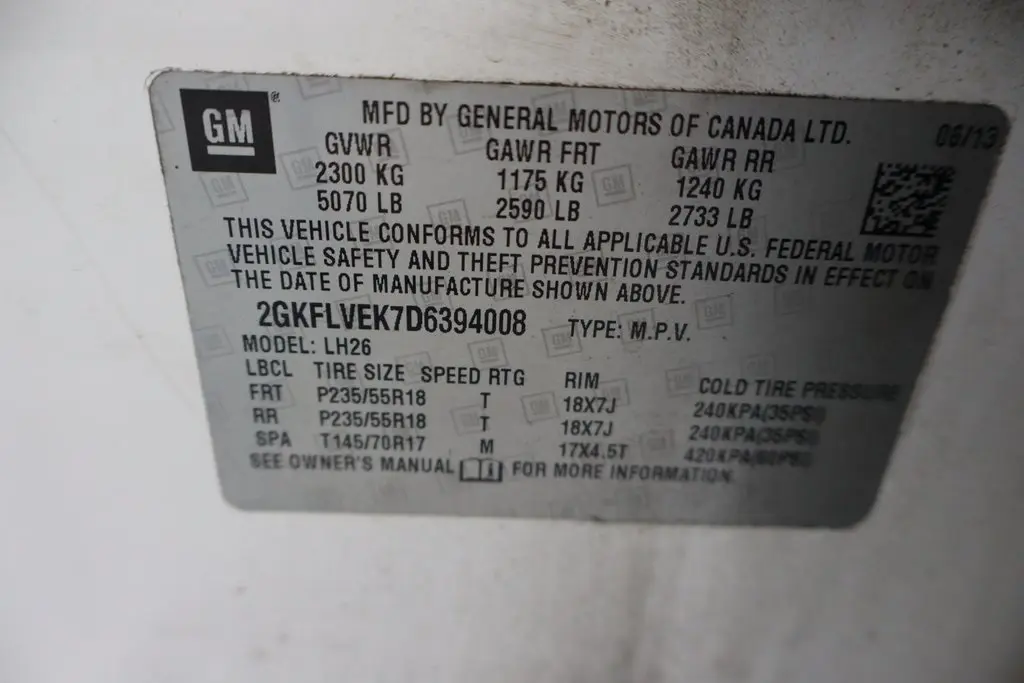 GM
MFD BY GENERAL MOTORS OF CANADA LTD. 06/13
GVWR GAWR FRT GAWR RR
2300 KG 1175 KG 1240 KG
5070 LB 2590 LB 2733 LB
THIS VEHICLE CONFORMS TO ALL APPLICABLE U.S. FEDERAL MOTOR
VEHICLE SAFETY AND THEFT PREVENTION STANDARDS IN EFFECT ON
THE DATE OF MANUFACTURE SHOWN ABOVE.
2GKFLVEK7D6394008 TYPE: M.P.V.
MODEL: LH26
LBCL TIRE SIZE SPEED RTG RIM COLD TIRE PRESSURE
FRT P235/55R18 T 18X7J 240KPA(35PSI)
RR P235/55R18 T 18X7J 240KPA(35PSI)
SPA T145/70R17 M 17X4.5T 420KPA(60PSI)
SEE OWNER'S MANUAL FOR MORE INFORMATION.